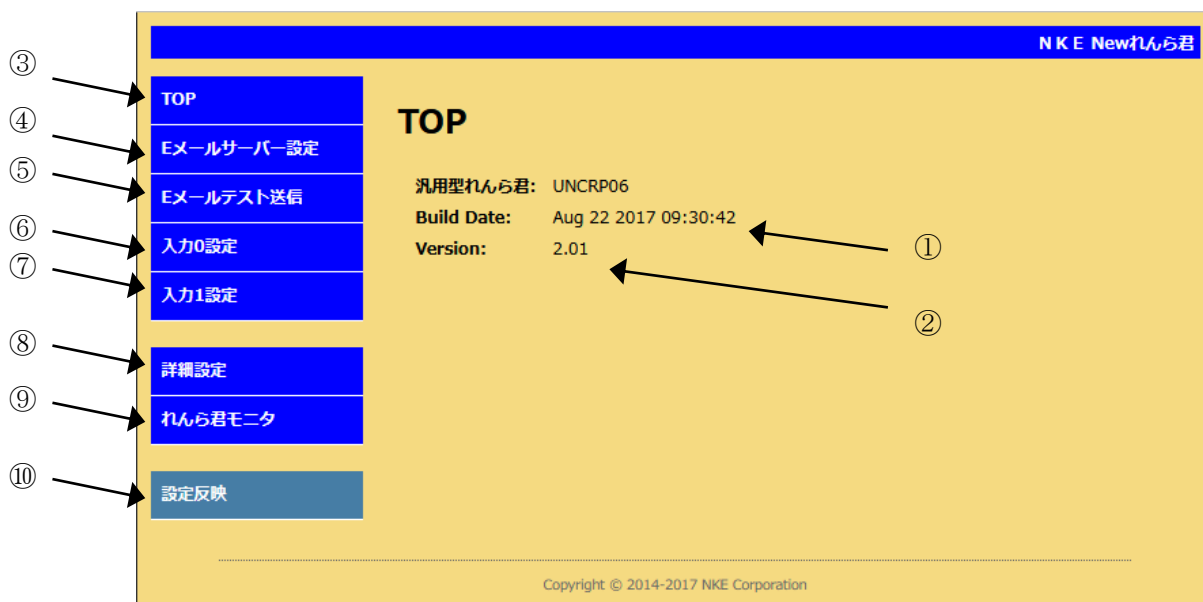 NKE Newれんら君
③
TOP
④
Eメールサーバー設定
⑤
Eメールテスト送信
⑥
入力0設定
⑦
入力1設定
⑧
詳細設定
⑨
れんら君モニタ
⑩
設定反映
TOP
汎用型れんら君: UNCRP06
Build Date: Aug 22 2017 09:30:42
①
Version: 2.01
②
Copyright © 2014-2017 NKE Corporation